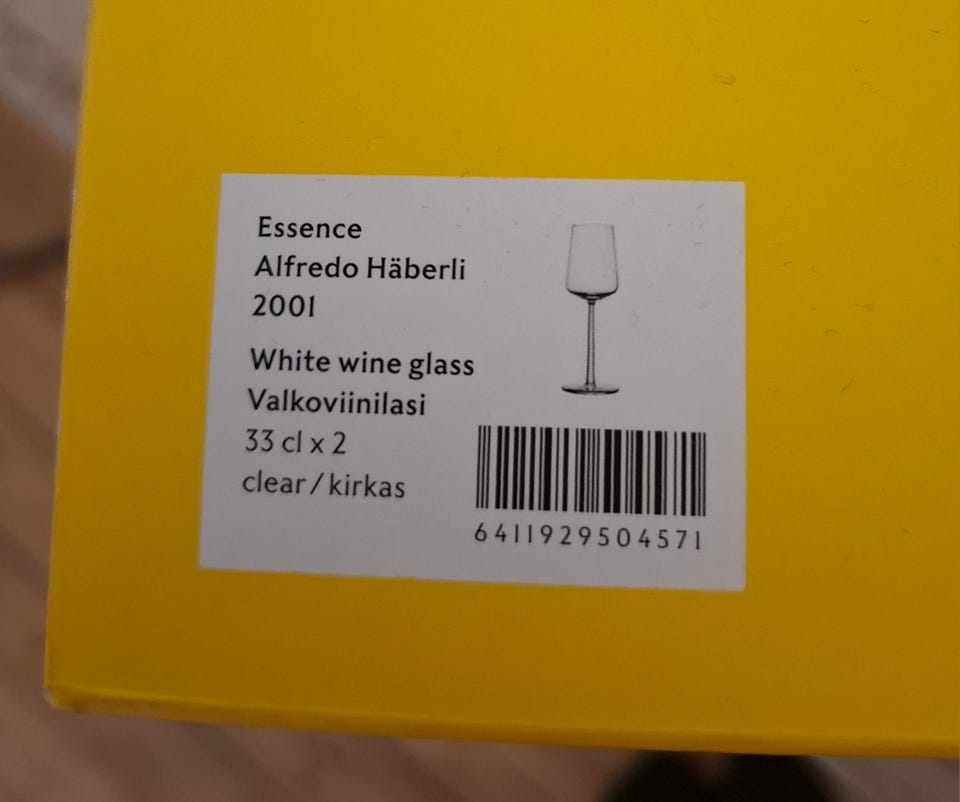 Essence
Alfredo Häberli
2001
White wine glass
Valkoviinilasi
33 cl x 2
clear / kirkas
6411929504571